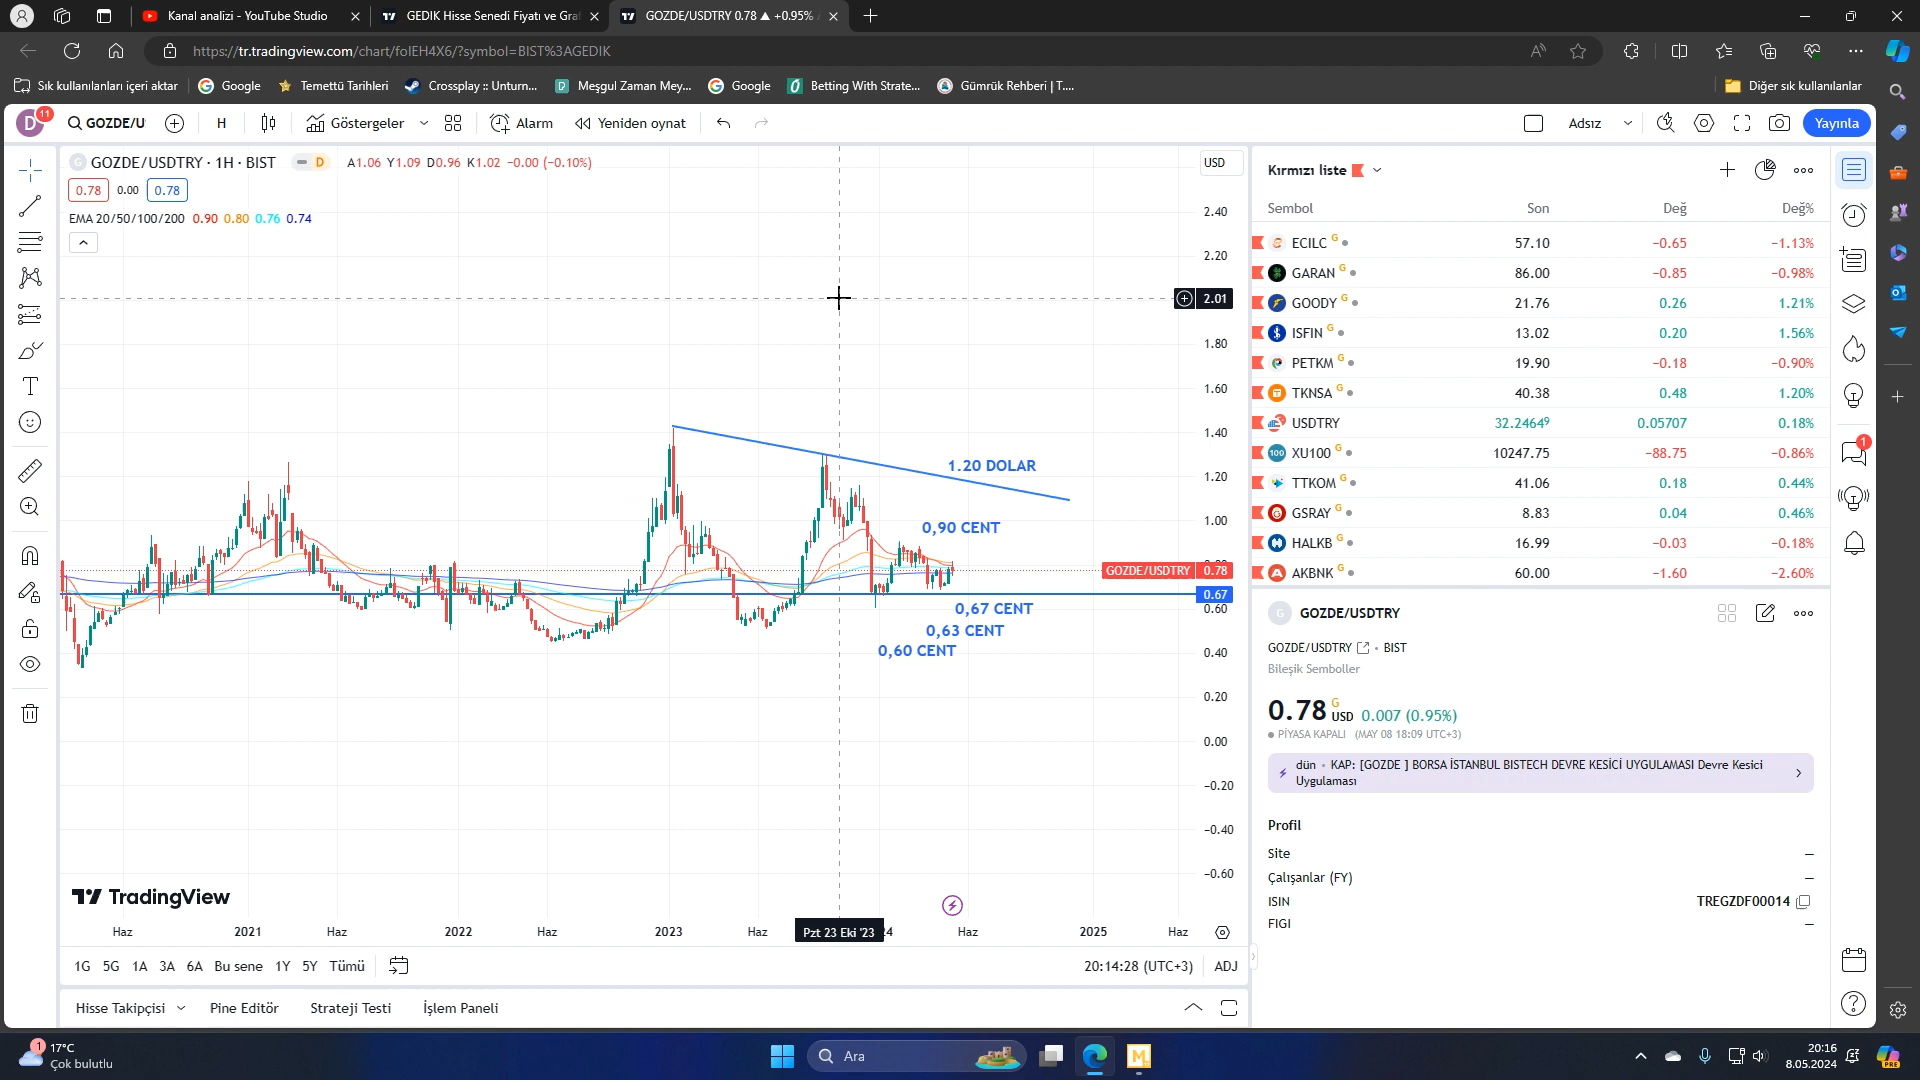 Kanal analizi - YouTube Studio
GEDIK Hisse Senedi Fiyatı ve Graf
GOZDE/USDTRY 0.78 ▲ +0.95%
https://tr.tradingview.com/chart/foIEH4X6/?symbol=BIST%3AGEDIK
Sık kullanılanları içeri aktar
Google
Temettü Tarihleri
Crossplay :: Unturn...
Meşgul Zaman Mey...
Google
Betting With Strate...
Gümrük Rehberi | T....
Diğer sık kullanılanlar
D
11
GOZDE/U
H
Göstergeler
Alarm
Yeniden oynat
Adsız
Yayınla
GOZDE/USDTRY · 1H · BIST
D
A1.06 Y1.09 D0.96 K1.02 −0.00 (−0.10%)
0.78
0.00
0.78
EMA 20/50/100/200 0.90 0.80 0.76 0.74
USD
2.40
2.20
2.01
1.80
1.60
1.40
1.20
1.00
GOZDE/USDTRY 0.78
0.67
0.60
0.40
0.20
0.00
−0.20
−0.40
−0.60
1.20 DOLAR
0,90 CENT
0,67 CENT
0,63 CENT
0,60 CENT
TradingView
Haz
2021
Haz
2022
Haz
2023
Haz
Pzt 23 Eki '23
Haz
2025
Haz
1G 5G 1A 3A 6A Bu sene 1Y 5Y Tümü
20:14:28 (UTC+3)
ADJ
Hisse Takipçisi
Pine Editör
Strateji Testi
İşlem Paneli
Kırmızı liste
Sembol Son Değ Değ%
ECILC G 57.10 −0.65 −1.13%
GARAN G 86.00 −0.85 −0.98%
GOODY G 21.76 0.26 1.21%
ISFIN G 13.02 0.20 1.56%
PETKM G 19.90 −0.18 −0.90%
TKNSA G 40.38 0.48 1.20%
USDTRY 32.24649 0.05707 0.18%
100 XU100 G 10247.75 −88.75 −0.86%
TTKOM G 41.06 0.18 0.44%
GSRAY G 8.83 0.04 0.46%
HALKB G 16.99 −0.03 −0.18%
AKBNK G 60.00 −1.60 −2.60%
G GOZDE/USDTRY
GOZDE/USDTRY • BIST
Bileşik Semboller
0.78 G USD 0.007 (0.95%)
PİYASA KAPALI (MAY 08 18:09 UTC+3)
dün • KAP: [GOZDE ] BORSA İSTANBUL BISTECH DEVRE KESİCİ UYGULAMASI Devre Kesici
Uygulaması
Profil
Site –
Çalışanlar (FY) –
ISIN TREGZDF00014
FIGI –
1
1
17°C
Çok bulutlu
Ara
20:16
8.05.2024
PRE